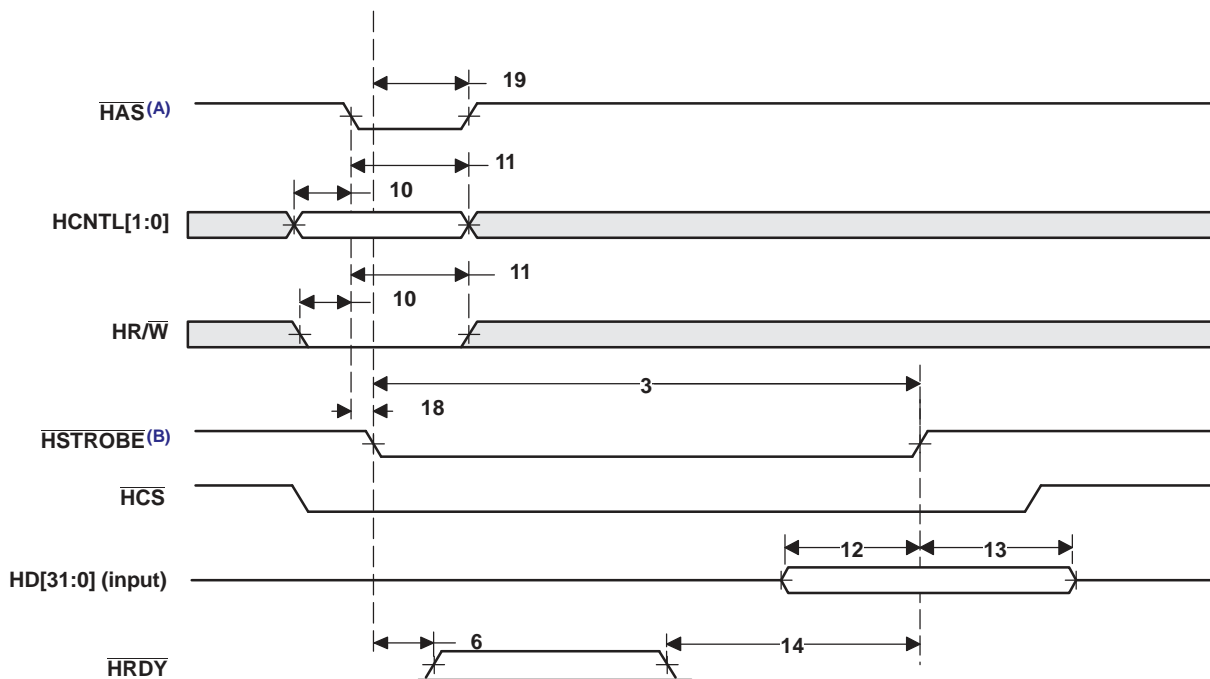 19
HAS(A)
11
10
HCNTL[1:0]
11
10
HR/W
3
18
HSTROBE(B)
HCS
12
13
HD[31:0] (input)
6
14
HRDY